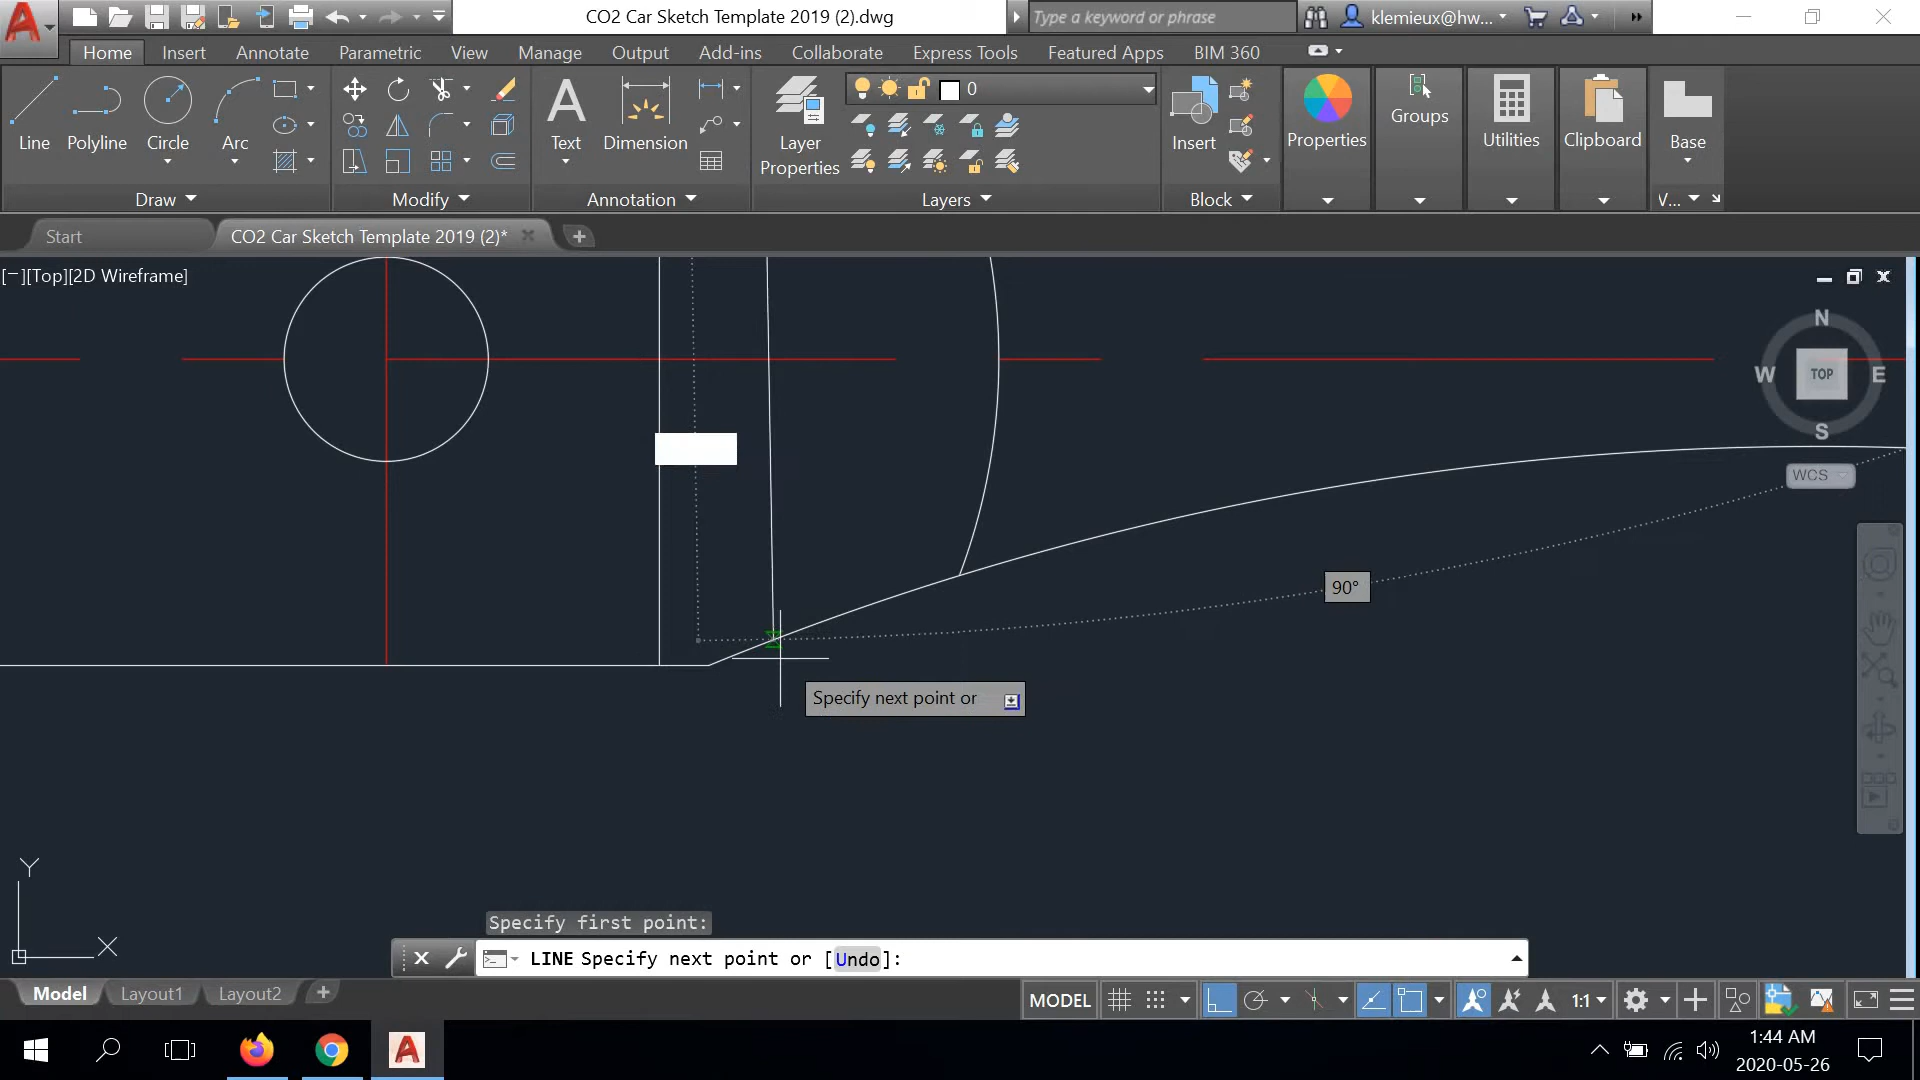 CO2 Car Sketch Template 2019 (2).dwg
Type a keyword or phrase
klemieux@hw...
Home Insert Annotate Parametric View Manage Output Add-ins Collaborate Express Tools Featured Apps BIM 360
0
Line Polyline Circle Arc
Text Dimension
Layer
Properties
Insert
Properties
Groups
Utilities
Clipboard
Base
Draw Modify Annotation Layers Block V...
Start
CO2 Car Sketch Template 2019 (2)*
[−][Top][2D Wireframe]
N
W TOP E
S
WCS
90°
Specify next point or
Y
X
Specify first point:
LINE Specify next point or [Undo]:
Model Layout1 Layout2
MODEL
1:1
1:44 AM
2020-05-26